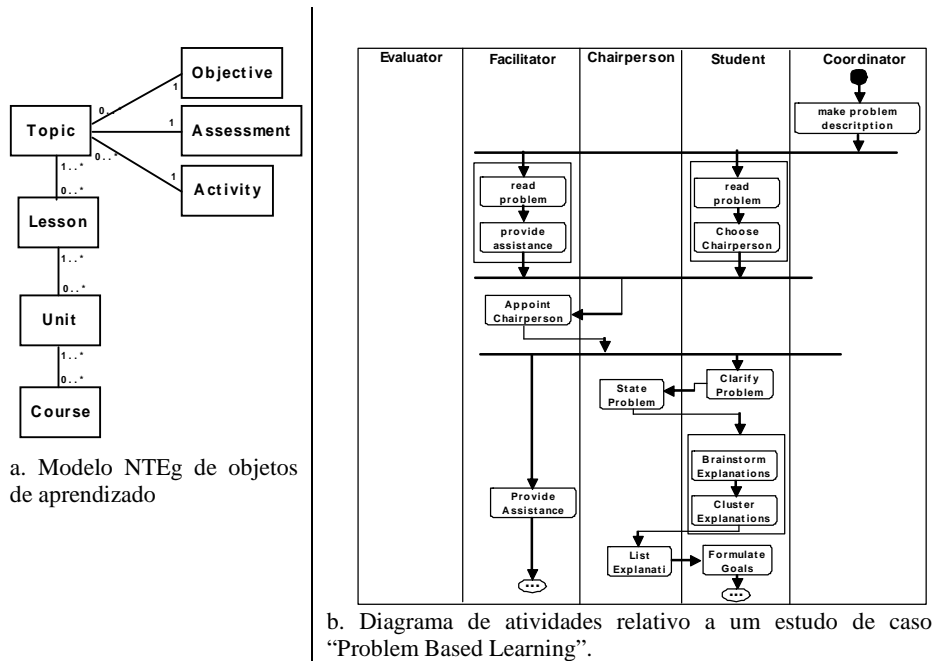 Objective
1
0..*
Topic
1
Assessment
0..*
1
Activity
1..*
0..*
Lesson
1..*
0..*
Unit
1..*
0..*
Course
a. Modelo NTEg de objetos
de aprendizado
Evaluator Facilitator Chairperson Student Coordinator
make problem
descritption
read
problem
provide
assistance
read
problem
Choose
Chairperson
Appoint
Chairperson
State
Problem
Clarify
Problem
Brainstorm
Explanations
Cluster
Explanations
Provide
Assistance
List
Explanati
Formulate
Goals
...
...
b. Diagrama de atividades relativo a um estudo de caso
“Problem Based Learning”.